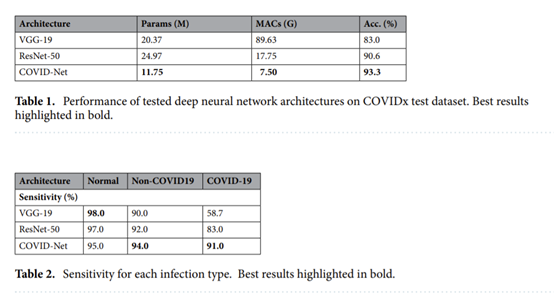 Architecture Params (M) MACs (G) Acc. (%)
VGG-19 20.37 89.63 83.0
ResNet-50 24.97 17.75 90.6
COVID-Net 11.75 7.50 93.3
Table 1. Performance of tested deep neural network architectures on COVIDx test dataset. Best results
highlighted in bold.
Architecture Normal Non-COVID19 COVID-19
Sensitivity (%)
VGG-19 98.0 90.0 58.7
ResNet-50 97.0 92.0 83.0
COVID-Net 95.0 94.0 91.0
Table 2. Sensitivity for each infection type. Best results highlighted in bold.